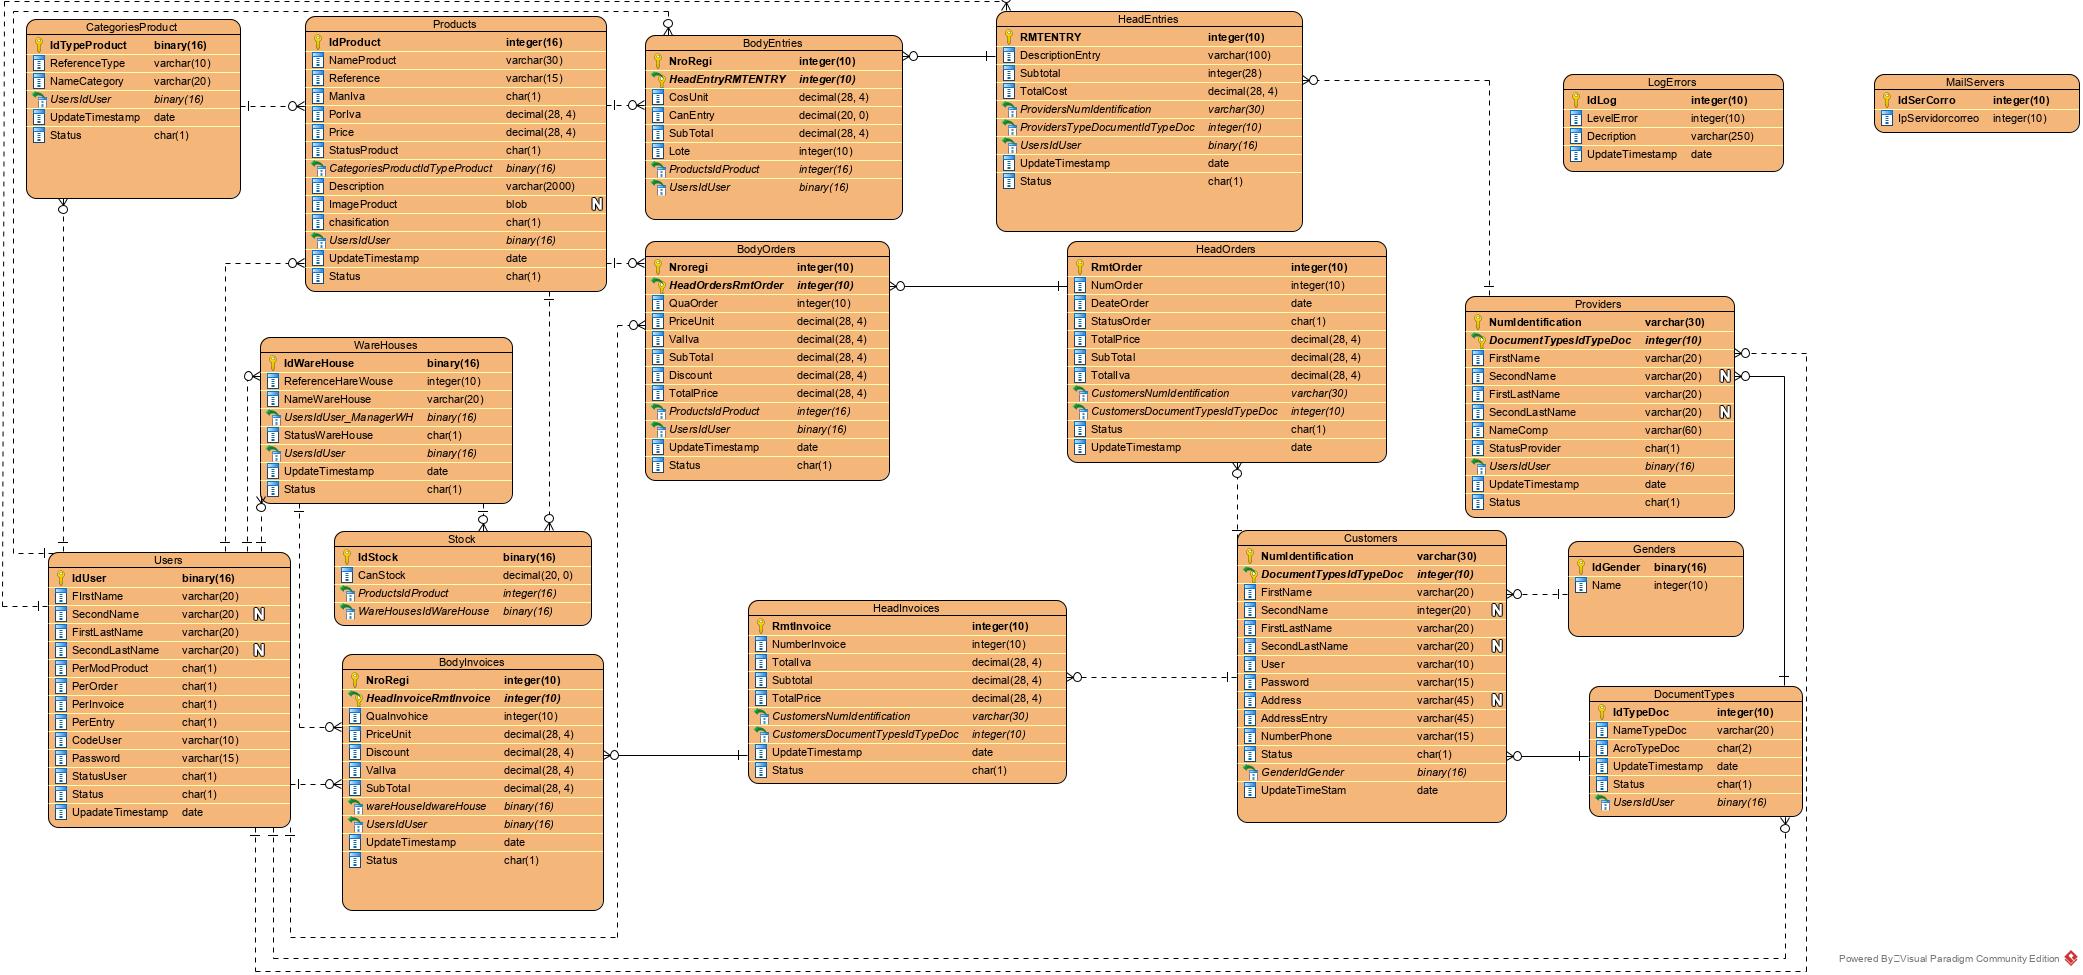 CategoriesProduct
IdTypeProduct binary(16)
ReferenceType varchar(10)
NameCategory varchar(20)
UsersIdUser binary(16)
UpdateTimestamp date
Status char(1)
Products
IdProduct integer(16)
NameProduct varchar(30)
Reference varchar(15)
ManIva char(1)
PorIva decimal(28, 4)
Price decimal(28, 4)
StatusProduct char(1)
CategoriesProductIdTypeProduct binary(16)
Description varchar(2000)
ImageProduct blob N
chasification char(1)
UsersIdUser binary(16)
UpdateTimestamp date
Status char(1)
BodyEntries
NroRegi integer(10)
HeadEntryRMTENTRY integer(10)
CosUnit decimal(28, 4)
CanEntry decimal(20, 0)
SubTotal decimal(28, 4)
Lote integer(10)
ProductsIdProduct integer(16)
UsersIdUser binary(16)
HeadEntries
RMTENTRY integer(10)
DescriptionEntry varchar(100)
Subtotal integer(28)
TotalCost decimal(28, 4)
ProvidersNumIdentification varchar(30)
ProvidersTypeDocumentIdTypeDoc integer(10)
UsersIdUser binary(16)
UpdateTimestamp date
Status char(1)
LogErrors
IdLog integer(10)
LevelError integer(10)
Decription varchar(250)
UpdateTimestamp date
MailServers
IdSerCorro integer(10)
IpServidorcorreo integer(10)
BodyOrders
Nroregi integer(10)
HeadOrdersRmtOrder integer(10)
QuaOrder integer(10)
PriceUnit decimal(28, 4)
ValIva decimal(28, 4)
SubTotal decimal(28, 4)
Discount decimal(28, 4)
TotalPrice decimal(28, 4)
ProductsIdProduct integer(16)
UsersIdUser binary(16)
UpdateTimestamp date
Status char(1)
HeadOrders
RmtOrder integer(10)
NumOrder integer(10)
DeateOrder date
StatusOrder char(1)
TotalPrice decimal(28, 4)
SubTotal decimal(28, 4)
TotalIva decimal(28, 4)
CustomersNumIdentification varchar(30)
CustomersDocumentTypesIdTypeDoc integer(10)
Status char(1)
UpdateTimestamp date
Providers
NumIdentification varchar(30)
DocumentTypesIdTypeDoc integer(10)
FirstName varchar(20)
SecondName varchar(20) N
FirstLastName varchar(20)
SecondLastName varchar(20) N
NameComp varchar(60)
StatusProvider char(1)
UsersIdUser binary(16)
UpdateTimestamp date
Status char(1)
WareHouses
IdWareHouse binary(16)
ReferenceHareWouse integer(10)
NameWareHouse varchar(20)
UsersIdUser_ManagerWH binary(16)
StatusWareHouse char(1)
UsersIdUser binary(16)
UpdateTimestamp date
Status char(1)
Stock
IdStock binary(16)
CanStock decimal(20, 0)
ProductsIdProduct integer(16)
WareHousesIdWareHouse binary(16)
Users
IdUser binary(16)
FIrstName varchar(20)
SecondName varchar(20) N
FirstLastName varchar(20)
SecondLastName varchar(20) N
PerModProduct char(1)
PerOrder char(1)
PerInvoice char(1)
PerEntry char(1)
CodeUser varchar(10)
Password varchar(15)
StatusUser char(1)
Status char(1)
UpadateTimestamp date
BodyInvoices
NroRegi integer(10)
HeadInvoiceRmtInvoice integer(10)
QuaInvohice integer(10)
PriceUnit decimal(28, 4)
Discount decimal(28, 4)
ValIva decimal(28, 4)
SubTotal decimal(28, 4)
wareHouseIdwareHouse binary(16)
UsersIdUser binary(16)
UpdateTimestamp date
Status char(1)
HeadInvoices
RmtInvoice integer(10)
NumberInvoice integer(10)
TotalIva decimal(28, 4)
Subtotal decimal(28, 4)
TotalPrice decimal(28, 4)
CustomersNumIdentification varchar(30)
CustomersDocumentTypesIdTypeDoc integer(10)
UpdateTimestamp date
Status char(1)
Customers
NumIdentification varchar(30)
DocumentTypesIdTypeDoc integer(10)
FirstName varchar(20)
SecondName integer(20) N
FirstLastName varchar(20)
SecondLastName varchar(20) N
User varchar(10)
Password varchar(15)
Address varchar(45) N
AddressEntry varchar(45)
NumberPhone varchar(15)
Status char(1)
GenderIdGender binary(16)
UpdateTimeStam date
Genders
IdGender binary(16)
Name integer(10)
DocumentTypes
IdTypeDoc integer(10)
NameTypeDoc varchar(20)
AcroTypeDoc char(2)
UpdateTimestamp date
Status char(1)
UsersIdUser binary(16)
Powered By Visual Paradigm Community Edition